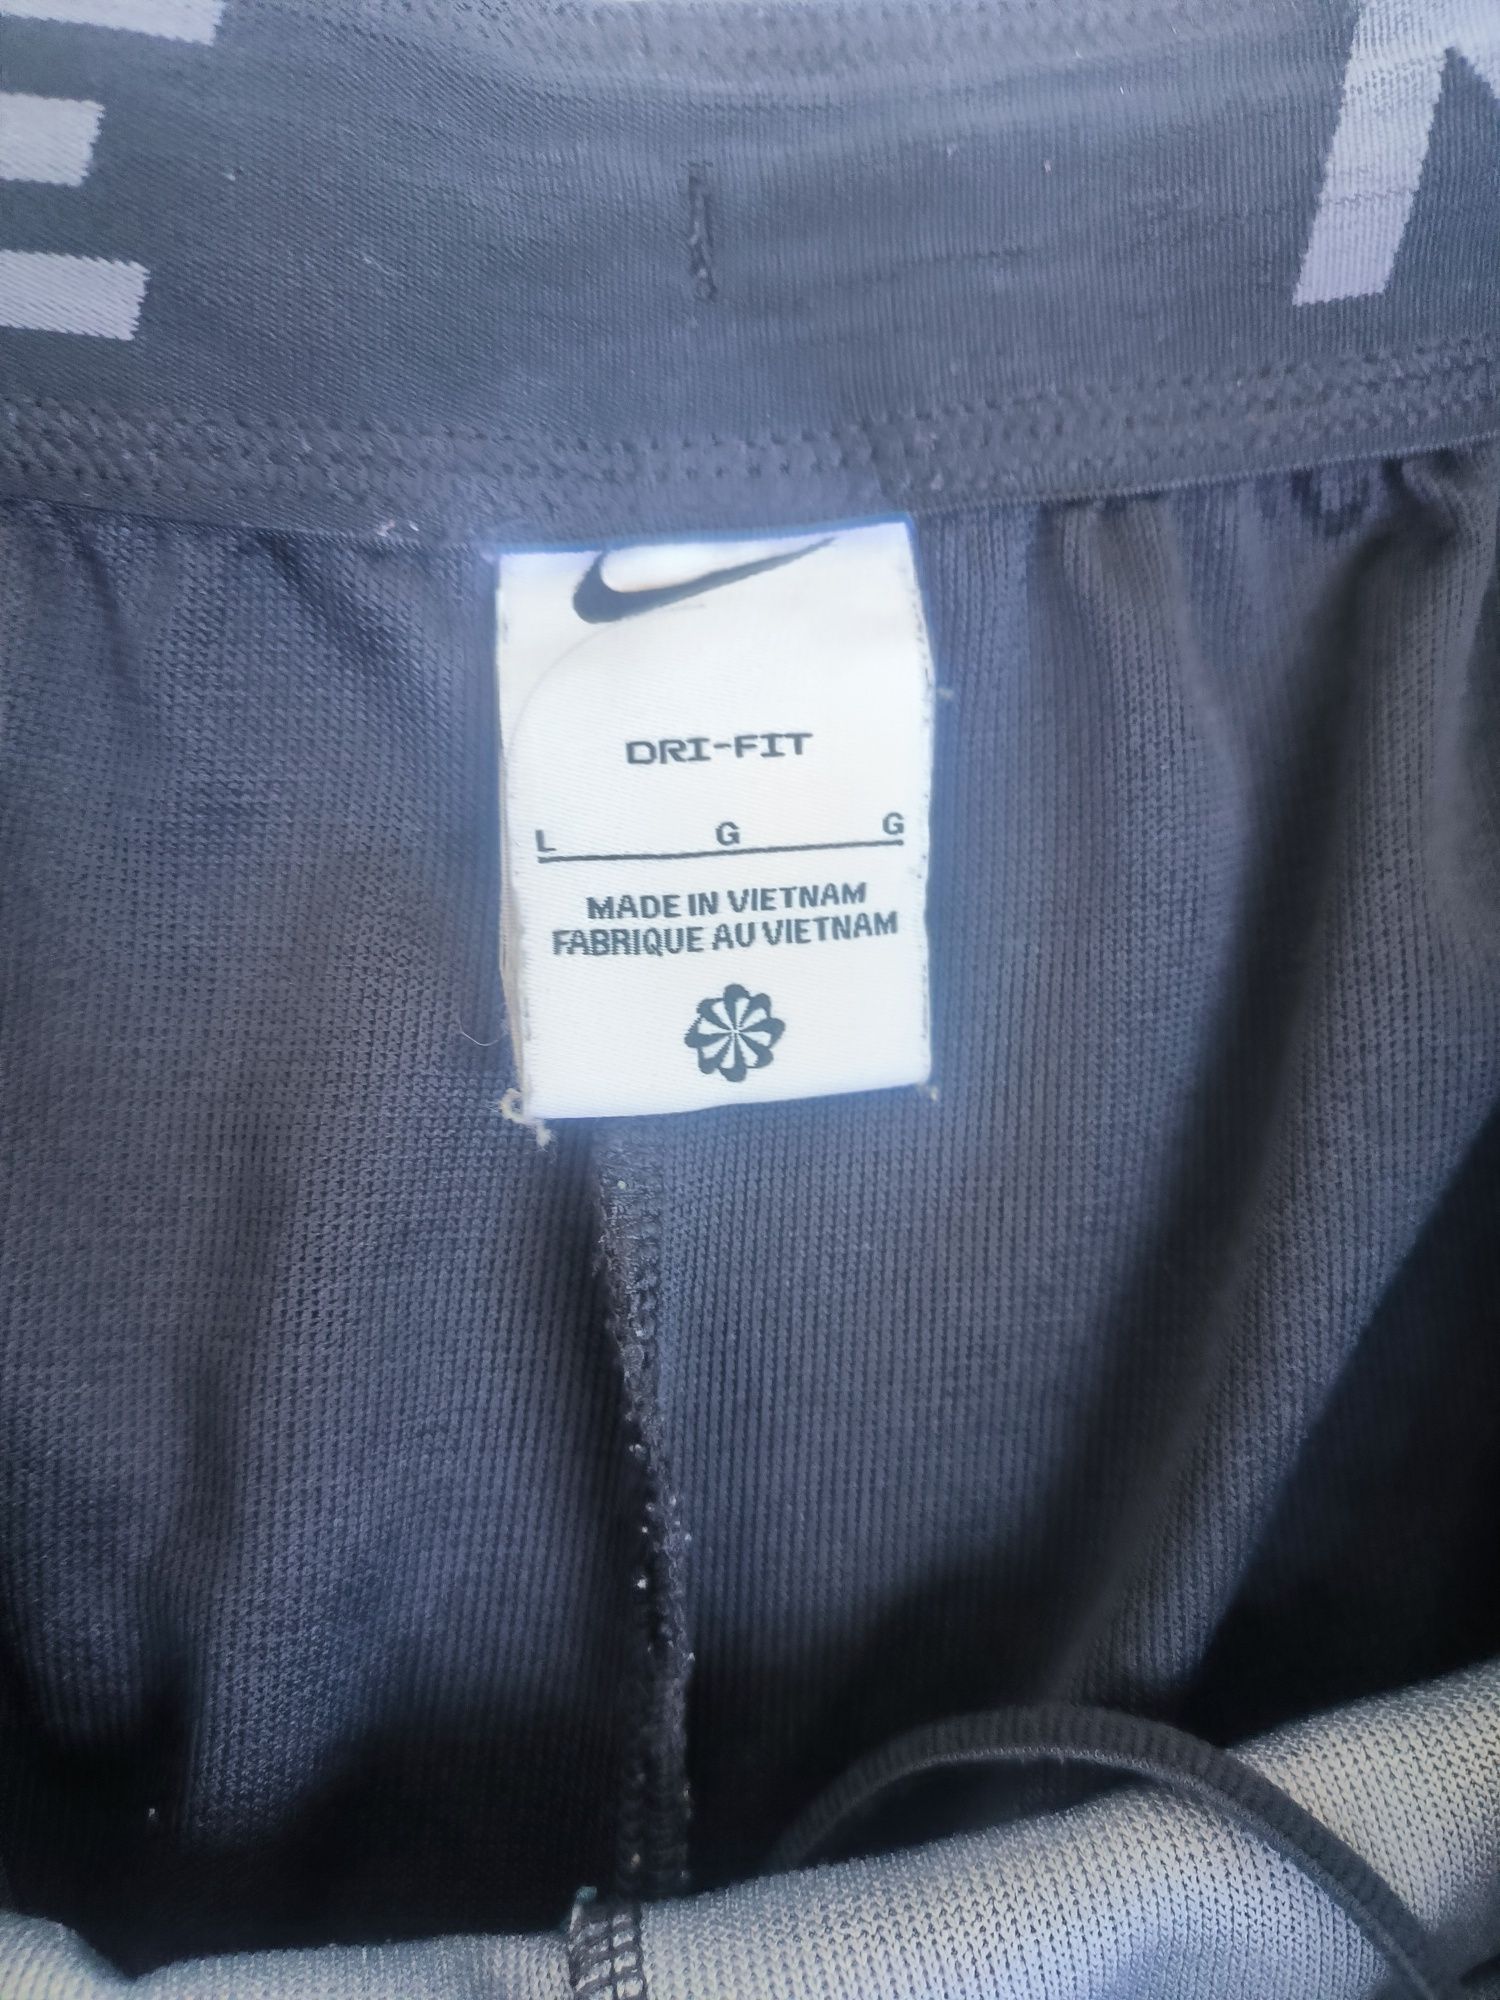 E N
DRI-FIT
L G G
MADE IN VIETNAM
FABRIQUE AU VIETNAM